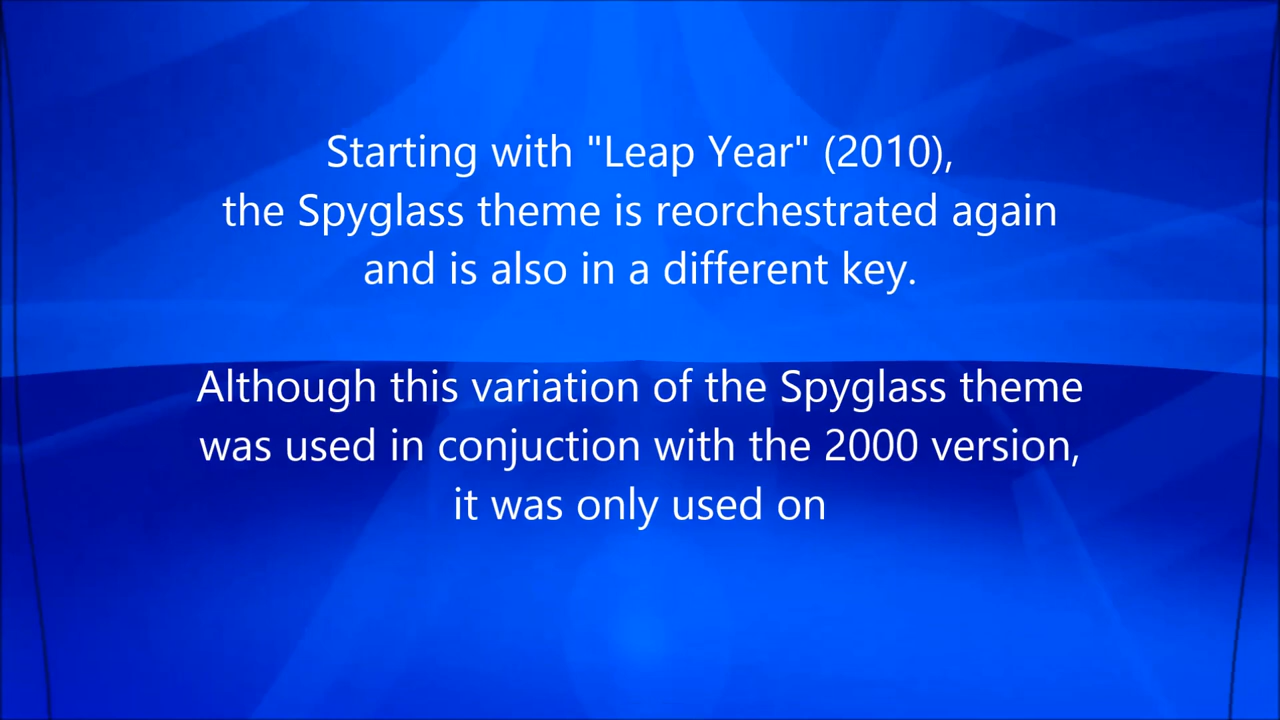 Starting with "Leap Year" (2010),
the Spyglass theme is reorchestrated again
and is also in a different key.
Although this variation of the Spyglass theme
was used in conjuction with the 2000 version,
it was only used on